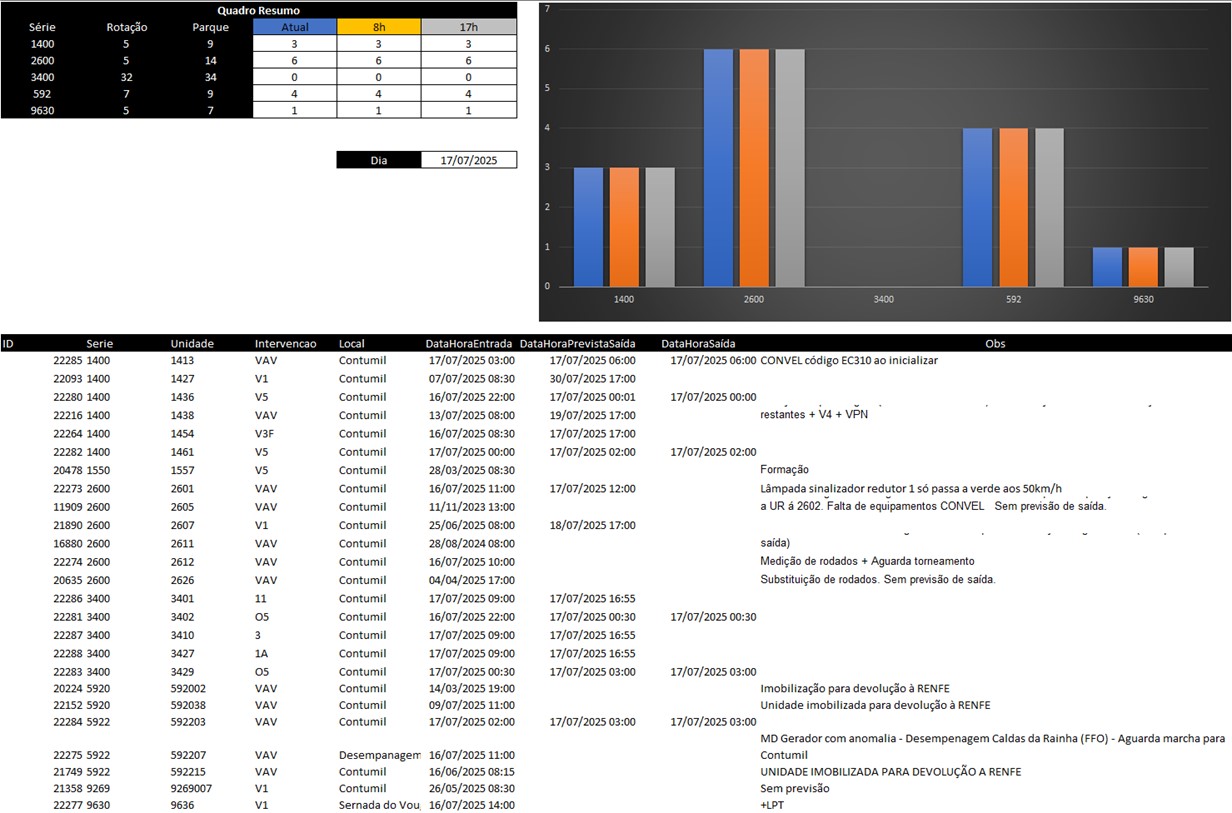 Quadro Resumo
Série Rotação Parque Atual 8h 17h
1400 5 9 3 3 3
2600 5 14 6 6 6
3400 32 34 0 0 0
592 7 9 4 4 4
9630 5 7 1 1 1
Dia 17/07/2025
7
6
5
4
3
2
1
0
1400 2600 3400 592 9630
ID Serie Unidade Intervencao Local DataHoraEntrada DataHoraPrevistaSaída DataHoraSaída Obs
22285 1400 1413 VAV Contumil 17/07/2025 03:00 17/07/2025 06:00 17/07/2025 06:00 CONVEL código EC310 ao inicializar
22093 1400 1427 V1 Contumil 07/07/2025 08:30 30/07/2025 17:00
22280 1400 1436 V5 Contumil 16/07/2025 22:00 17/07/2025 00:01 17/07/2025 00:00
22216 1400 1438 VAV Contumil 13/07/2025 08:00 19/07/2025 17:00 restantes + V4 + VPN
22264 1400 1454 V3F Contumil 16/07/2025 08:30 17/07/2025 17:00
22282 1400 1461 V5 Contumil 17/07/2025 00:00 17/07/2025 02:00 17/07/2025 02:00
20478 1550 1557 V5 Contumil 28/03/2025 08:30 Formação
22273 2600 2601 VAV Contumil 16/07/2025 11:00 17/07/2025 12:00 Lâmpada sinalizador redutor 1 só passa a verde aos 50km/h
11909 2600 2605 VAV Contumil 11/11/2023 13:00 a UR á 2602. Falta de equipamentos CONVEL Sem previsão de saída.
21890 2600 2607 V1 Contumil 25/06/2025 08:00 18/07/2025 17:00
16880 2600 2611 VAV Contumil 28/08/2024 08:00 saída)
22274 2600 2612 VAV Contumil 16/07/2025 10:00 Medição de rodados + Aguarda torneamento
20635 2600 2626 VAV Contumil 04/04/2025 17:00 Substituição de rodados. Sem previsão de saída.
22286 3400 3401 11 Contumil 17/07/2025 09:00 17/07/2025 16:55
22281 3400 3402 O5 Contumil 16/07/2025 22:00 17/07/2025 00:30 17/07/2025 00:30
22287 3400 3410 3 Contumil 17/07/2025 09:00 17/07/2025 16:55
22288 3400 3427 1A Contumil 17/07/2025 09:00 17/07/2025 16:55
22283 3400 3429 O5 Contumil 17/07/2025 00:30 17/07/2025 03:00 17/07/2025 03:00
20224 5920 592002 VAV Contumil 14/03/2025 19:00 Imobilização para devolução à RENFE
22152 5920 592038 VAV Contumil 09/07/2025 11:00 Unidade imobilizada para devolução à RENFE
22284 5922 592203 VAV Contumil 17/07/2025 02:00 17/07/2025 03:00 17/07/2025 03:00
MD Gerador com anomalia - Desempenagem Caldas da Rainha (FFO) - Aguarda marcha para
22275 5922 592207 VAV Desempanagem 16/07/2025 11:00 Contumil
21749 5922 592215 VAV Contumil 16/06/2025 08:15 UNIDADE IMOBILIZADA PARA DEVOLUÇÃO A RENFE
21358 9269 9269007 V1 Contumil 26/05/2025 08:30 Sem previsão
22277 9630 9636 V1 Sernada do Vou 16/07/2025 14:00 +LPT